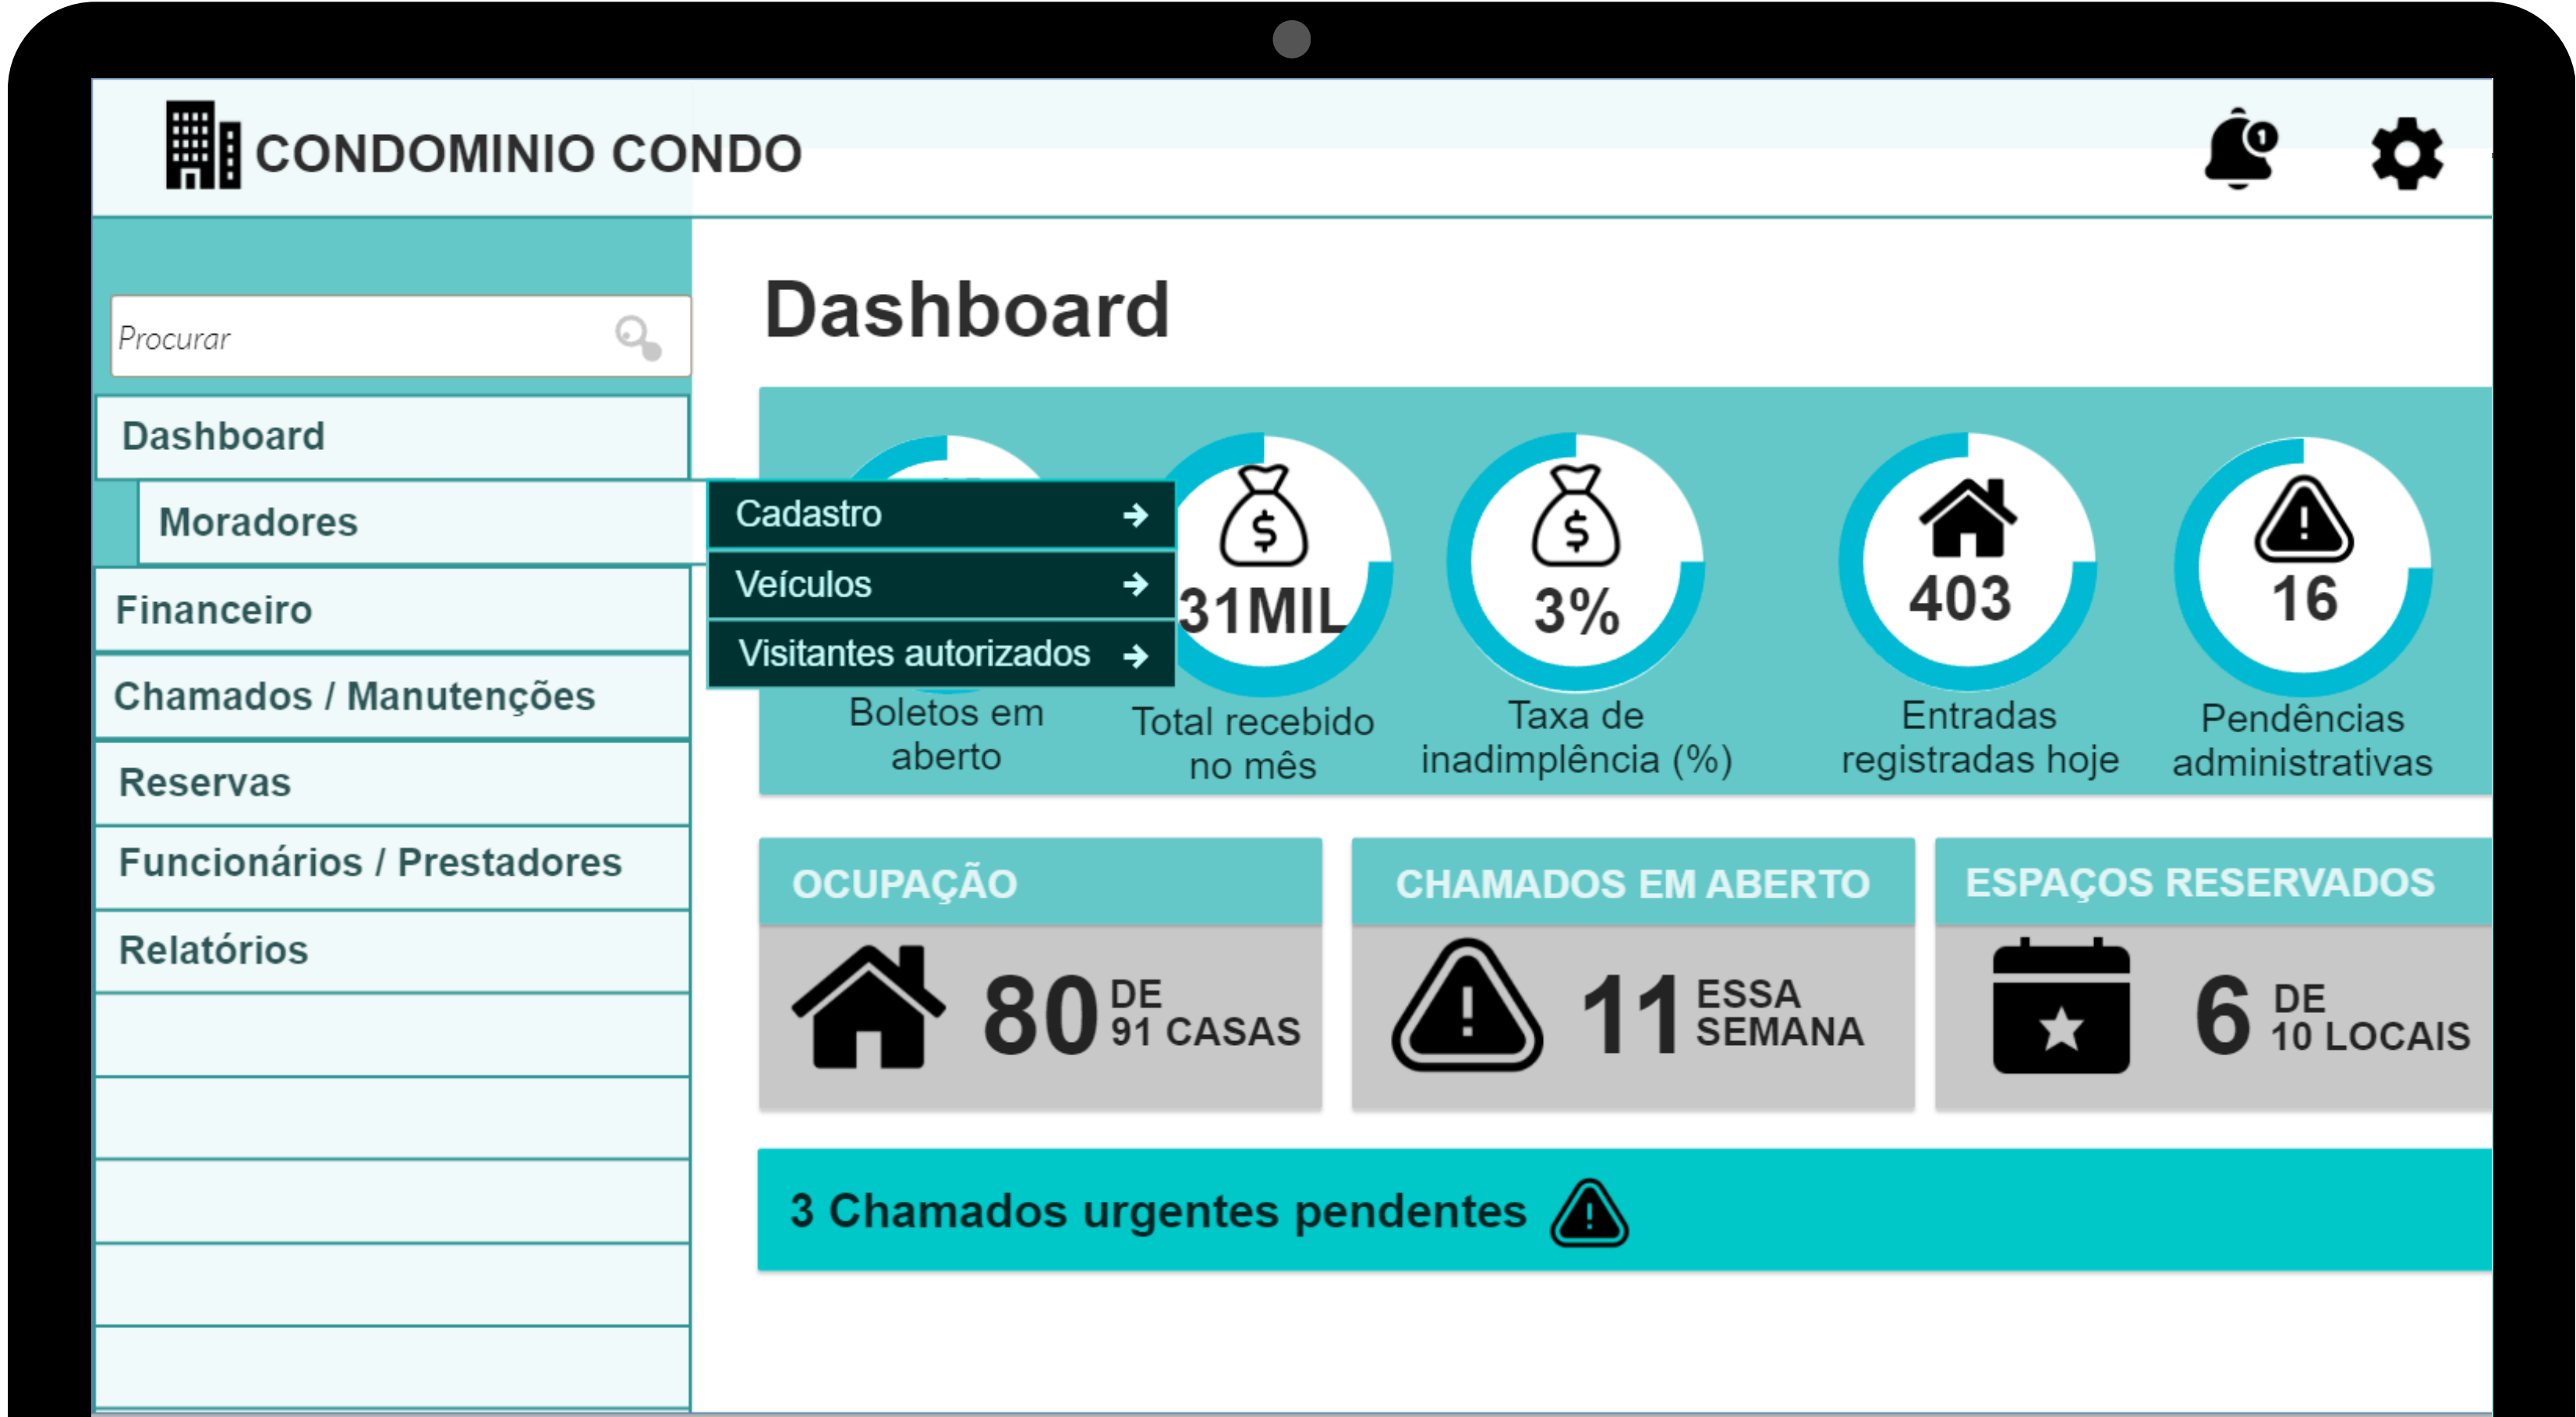 CONDOMINIO CONDO
1
Procurar
Dashboard
Moradores
Financeiro
Chamados / Manutenções
Reservas
Funcionários / Prestadores
Relatórios
Cadastro
Veículos
Visitantes autorizados
Dashboard
Boletos em
aberto
$
31MIL
Total recebido
no mês
$
3%
Taxa de
inadimplência (%)
403
Entradas
registradas hoje
!
16
Pendências
administrativas
OCUPAÇÃO
80 DE
91 CASAS
CHAMADOS EM ABERTO
!
11 ESSA
SEMANA
ESPAÇOS RESERVADOS
6 DE
10 LOCAIS
3 Chamados urgentes pendentes !